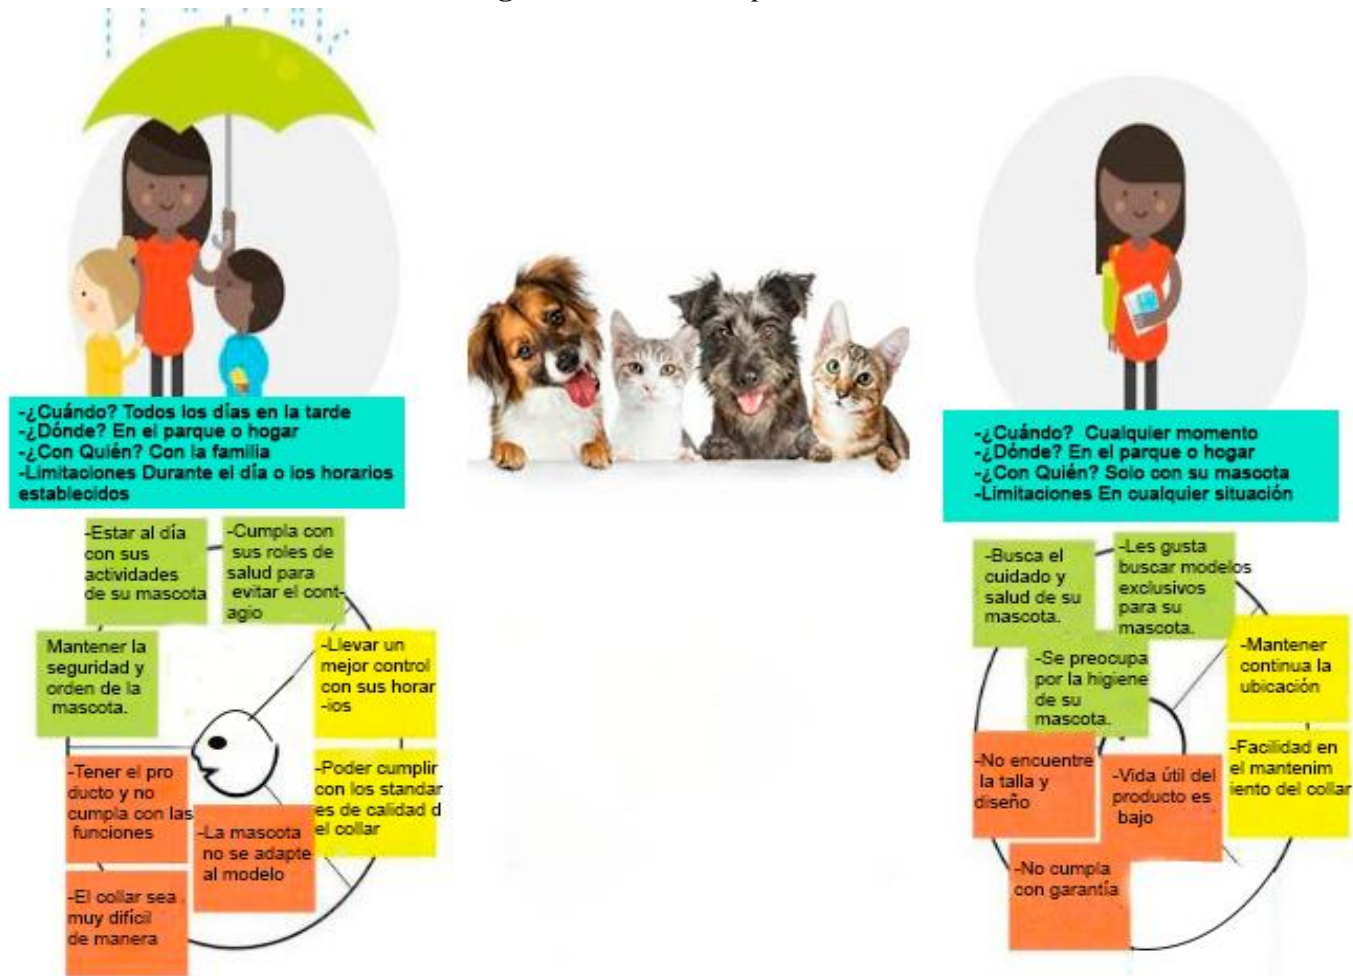 -¿Cuándo? Todos los días en la tarde
-¿Dónde? En el parque o hogar
-¿Con Quién? Con la familia
-Limitaciones Durante el día o los horarios
establecidos
-Estar al día
con sus
actividades
de su mascota
-Cumpla con
sus roles de
salud para
evitar el cont-
agio
Mantener la
seguridad y
orden de la
mascota.
-Llevar un
mejor control
con sus horar
-ios
-Tener el pro
ducto y no
cumpla con las
funciones
-La mascota
no se adapte
al modelo
-Poder cumplir
con los standar
es de calidad d
el collar
-El collar sea
muy difícil
de manera
-¿Cuándo? Cualquier momento
-¿Dónde? En el parque o hogar
-¿Con Quién? Solo con su mascota
-Limitaciones En cualquier situación
-Busca el
cuidado y
salud de su
mascota.
-Les gusta
buscar modelos
exclusivos
para su
mascota.
-Se preocupa
por la higiene
de su
mascota.
-Mantener
continua la
ubicación
-No encuentre
la talla y
diseño
-Vida útil del
producto es
bajo
-Facilidad en
el mantenim
iento del collar
-No cumpla
con garantía